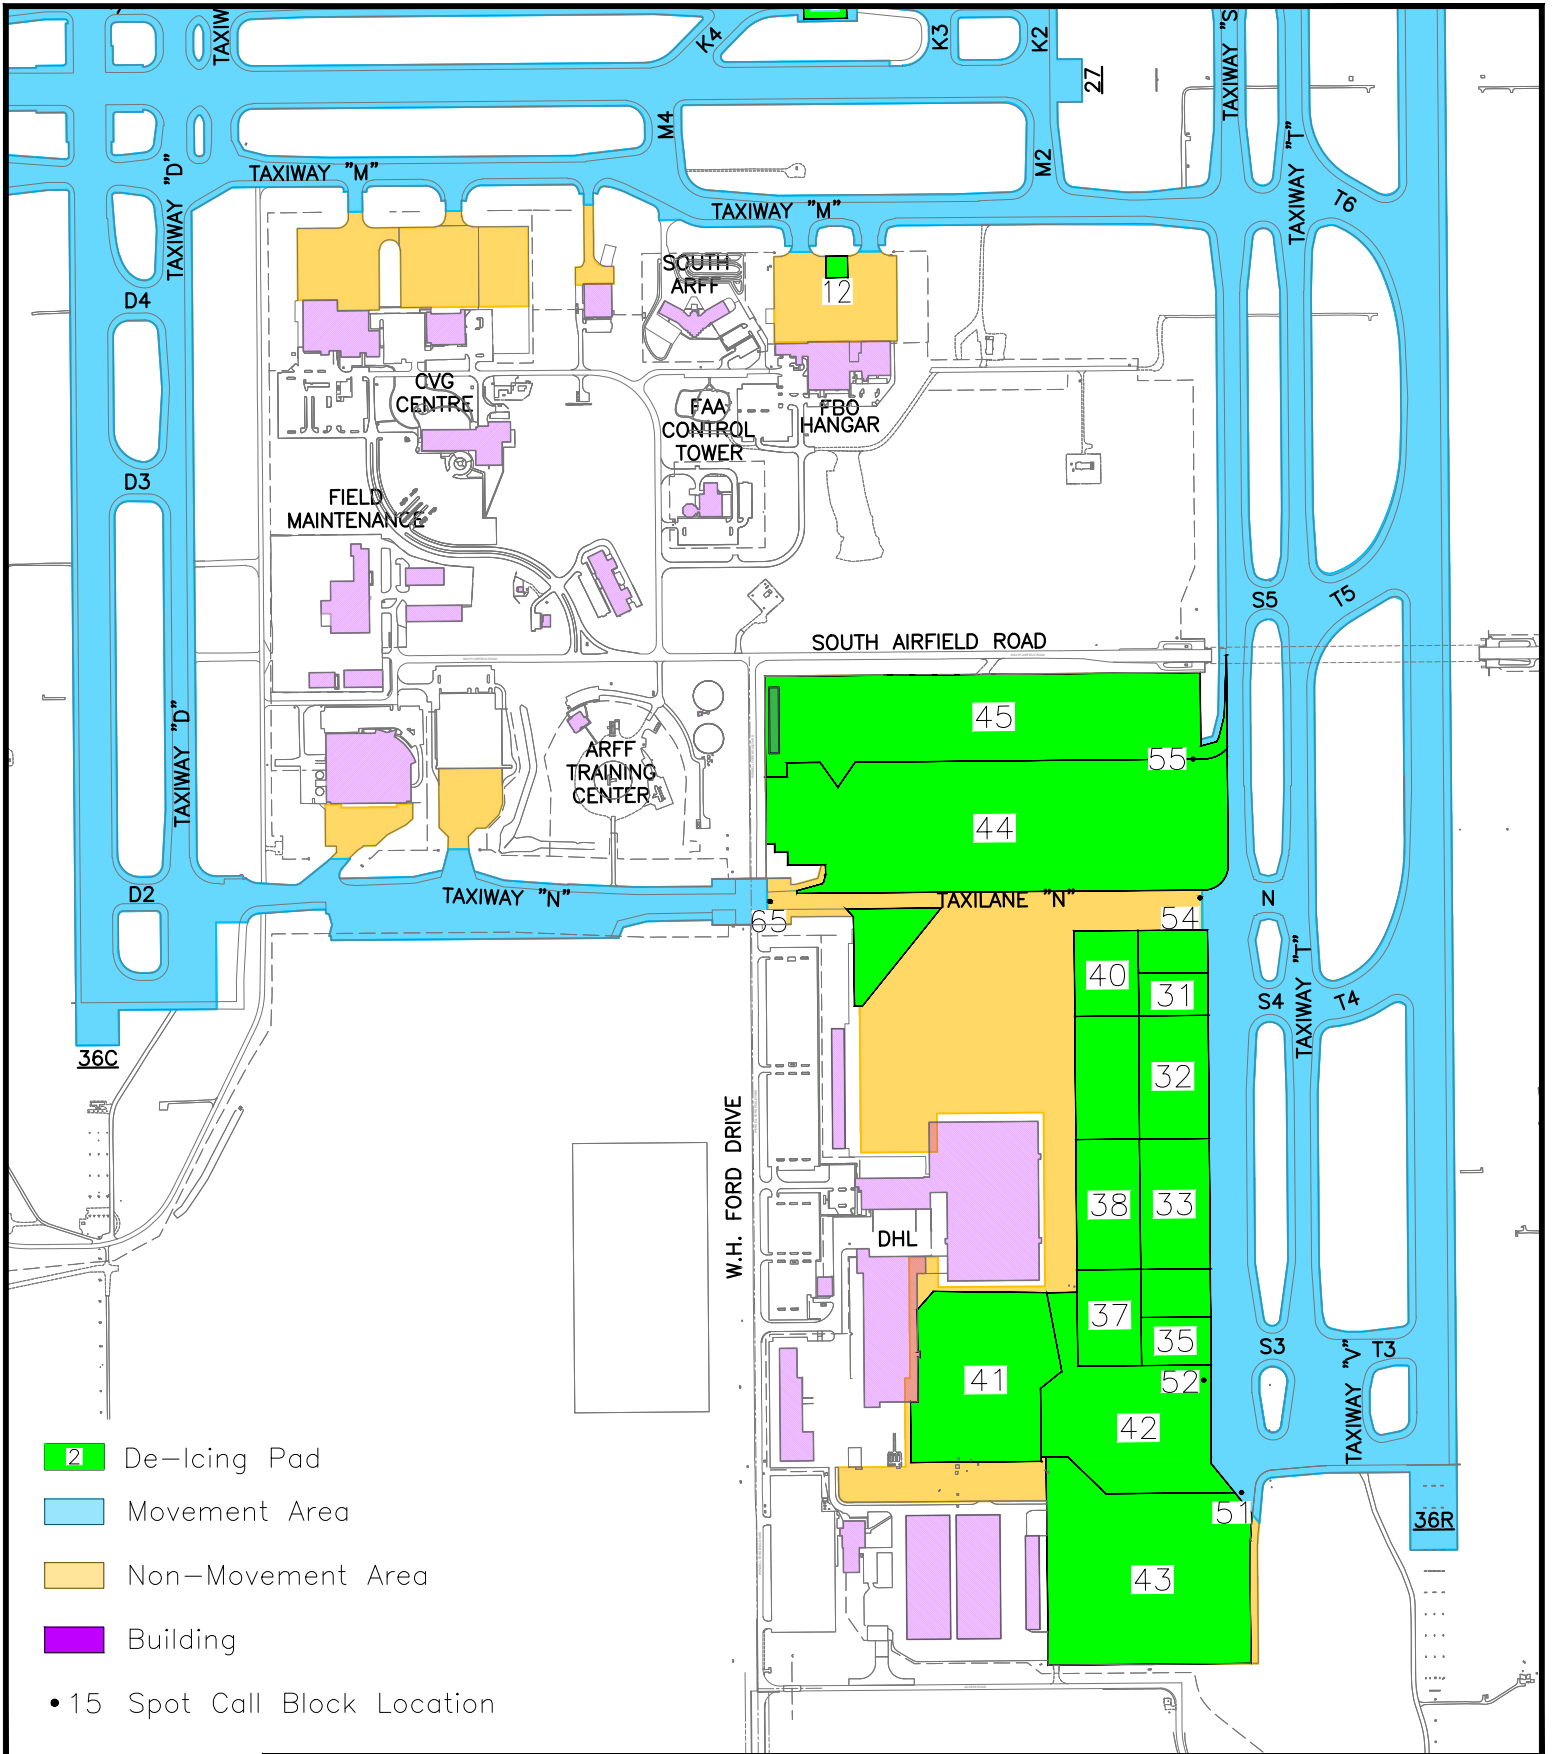 TAXIW
K4
K3
K2
TAXIWAY "S
27
M4
M2
TAXIWAY "T"
TAXIWAY "M"
TAXIWAY "D"
TAXIWAY "M"
T6
SOUTH
ARFF
12
D4
CVG
CENTRE
FAA
CONTROL
TOWER
FBO
HANGAR
D3
FIELD
MAINTENANCE
S5
T5
SOUTH AIRFIELD ROAD
45
TAXIWAY "D"
ARFF
TRAINING
CENTER
55
44
D2
TAXIWAY "N"
65
TAXILANE "N"
54
N
40
31
S4
T4
TAXIWAY "T"
36C
32
W.H. FORD DRIVE
38
33
DHL
37
35
S3
T3
TAXIWAY "V"
41
52
42
51
36R
43
2 De-Icing Pad
Movement Area
Non-Movement Area
Building
•15 Spot Call Block Location